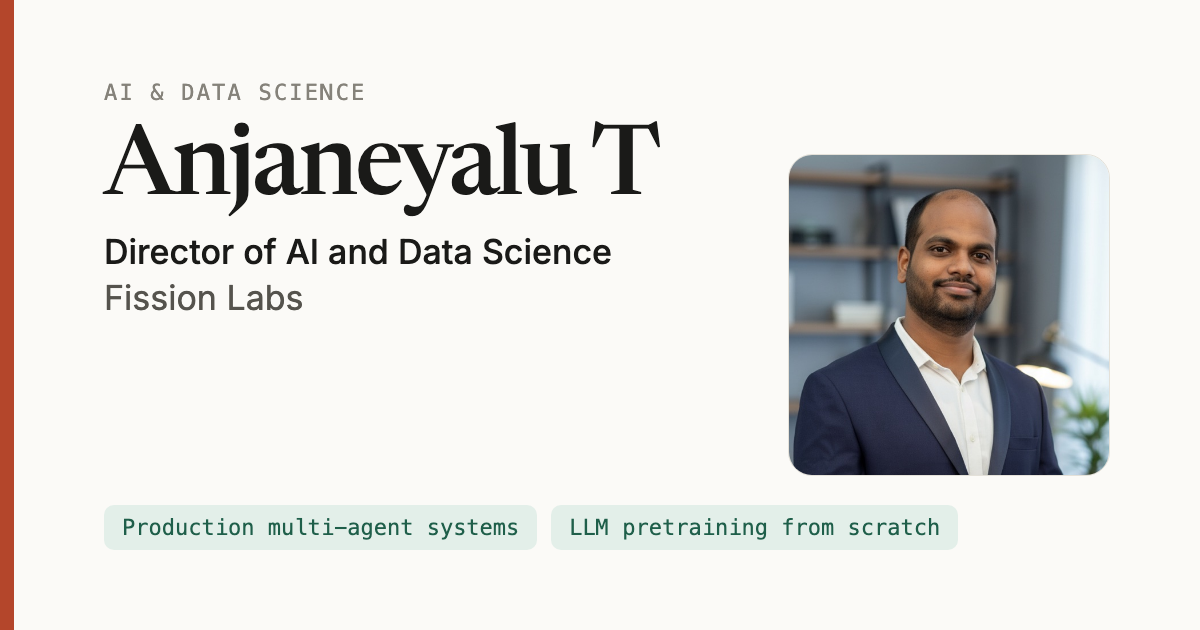 AI & DATA SCIENCE
Anjaneyalu T
Director of AI and Data Science
Fission Labs
Production multi–agent systems
LLM pretraining from scratch